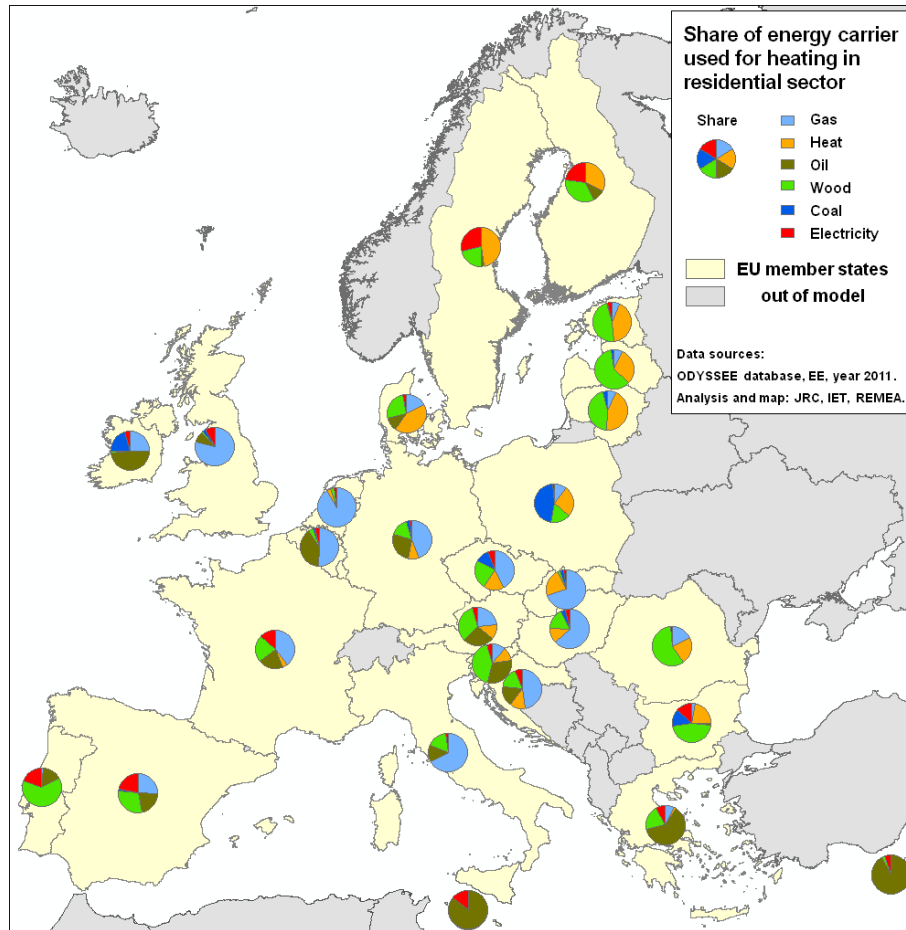 Share of energy carrier
used for heating in
residential sector
Share
Gas
Heat
Oil
Wood
Coal
Electricity
EU member states
out of model
Data sources:
ODYSSEE database, EE, year 2011.
Analysis and map: JRC, IET, REMEA.